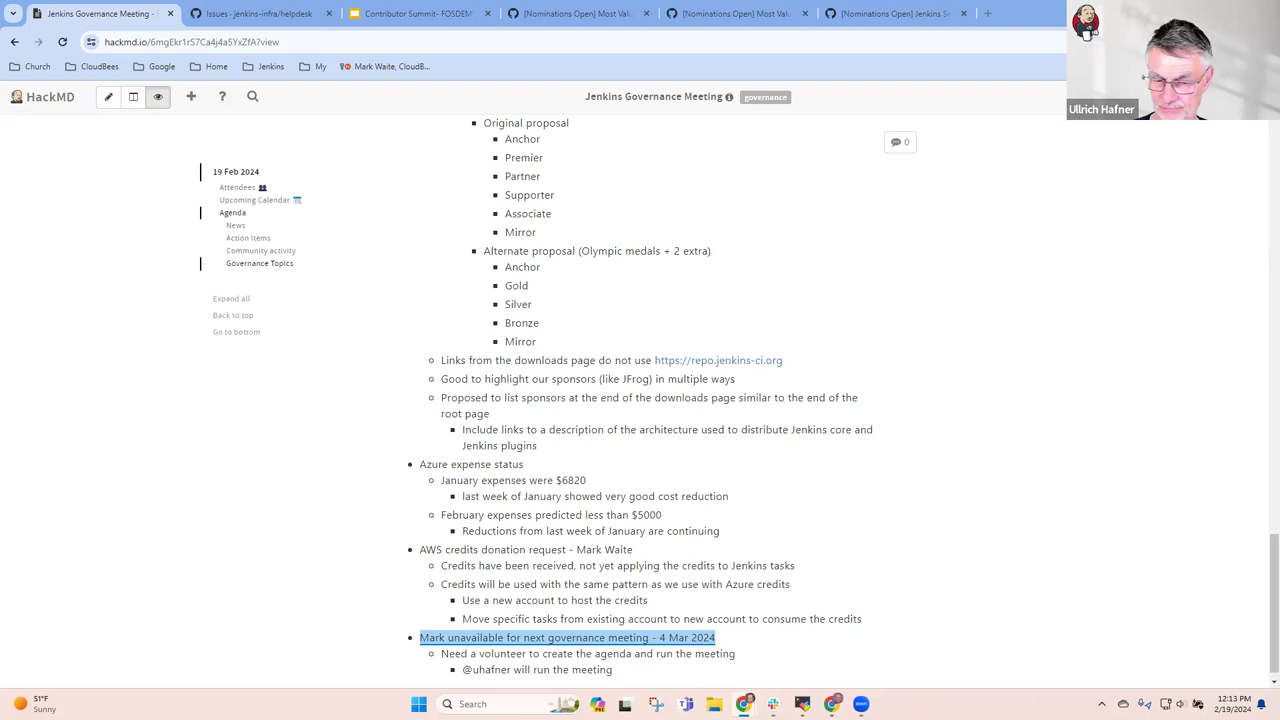 Jenkins Governance Meeting
Issues · jenkins-infra/helpdesk
Contributor Summit- FOSDEM
[Nominations Open] Most Valu
[Nominations Open] Most Valu
[Nominations Open] Jenkins Se
hackmd.io/6mgEkr1rS7Ca4j4a5YxZfA?view
Church
CloudBees
Google
Home
Jenkins
My
Mark Waite, CloudB...
HackMD
Jenkins Governance Meeting
governance
Ullrich Hafner
0
19 Feb 2024
Attendees
Upcoming Calendar
Agenda
News
Action Items
Community activity
Governance Topics
Expand all
Back to top
Go to bottom
Original proposal
Anchor
Premier
Partner
Supporter
Associate
Mirror
Alternate proposal (Olympic medals + 2 extra)
Anchor
Gold
Silver
Bronze
Mirror
Links from the downloads page do not use https://repo.jenkins-ci.org
Good to highlight our sponsors (like JFrog) in multiple ways
Proposed to list sponsors at the end of the downloads page similar to the end of the
root page
Include links to a description of the architecture used to distribute Jenkins core and
Jenkins plugins
Azure expense status
January expenses were $6820
last week of January showed very good cost reduction
February expenses predicted less than $5000
Reductions from last week of January are continuing
AWS credits donation request - Mark Waite
Credits have been received, not yet applying the credits to Jenkins tasks
Credits will be used with the same pattern as we use with Azure credits
Use a new account to host the credits
Move specific tasks from existing account to new account to consume the credits
Mark unavailable for next governance meeting - 4 Mar 2024
Need a volunteer to create the agenda and run the meeting
@uhafner will run the meeting
51°F
Sunny
Search
12:13 PM
2/19/2024